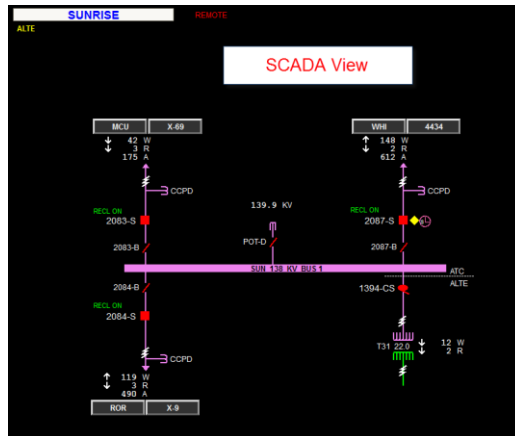 SUNRISE REMOTE
ALTE
SCADA View
MCU X-69
42 W
3 R
175 A
CCPD
RECL ON
2083-S
2083-B
WHI 4434
148 W
2 R
612 A
CCPD
RECL ON
2087-S
2087-B
139.9 KV
POT-D
SUN 138 KV BUS 1
ATC
ALTE
2084-B
RECL ON
2084-S
CCPD
119 W
3 R
490 A
ROR X-9
1394-CS
T31 22.0
12 W
2 R